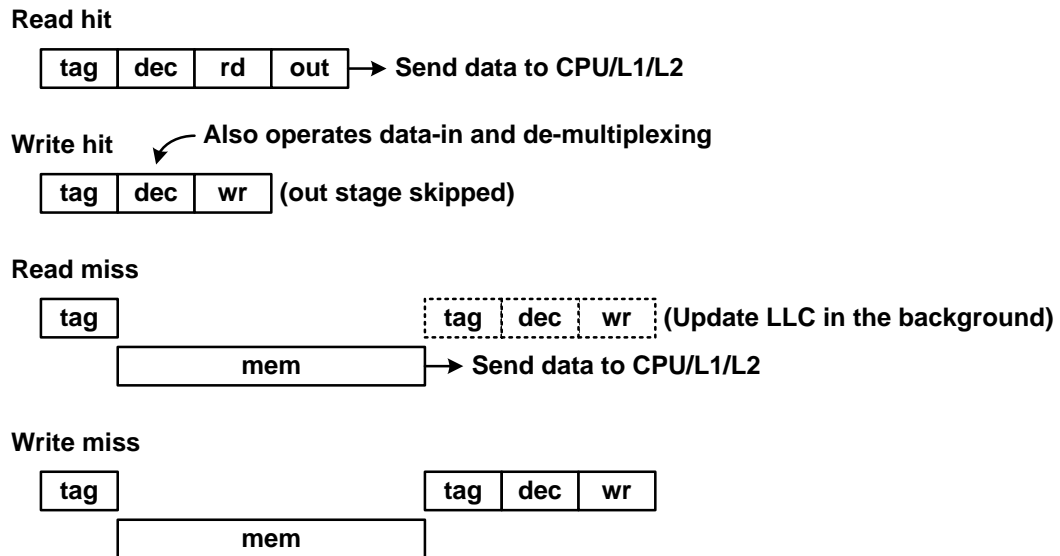 Read hit
tag dec rd out Send data to CPU/L1/L2
Also operates data-in and de-multiplexing
Write hit
tag dec wr (out stage skipped)
Read miss
tag tag dec wr (Update LLC in the background)
mem Send data to CPU/L1/L2
Write miss
tag tag dec wr
mem